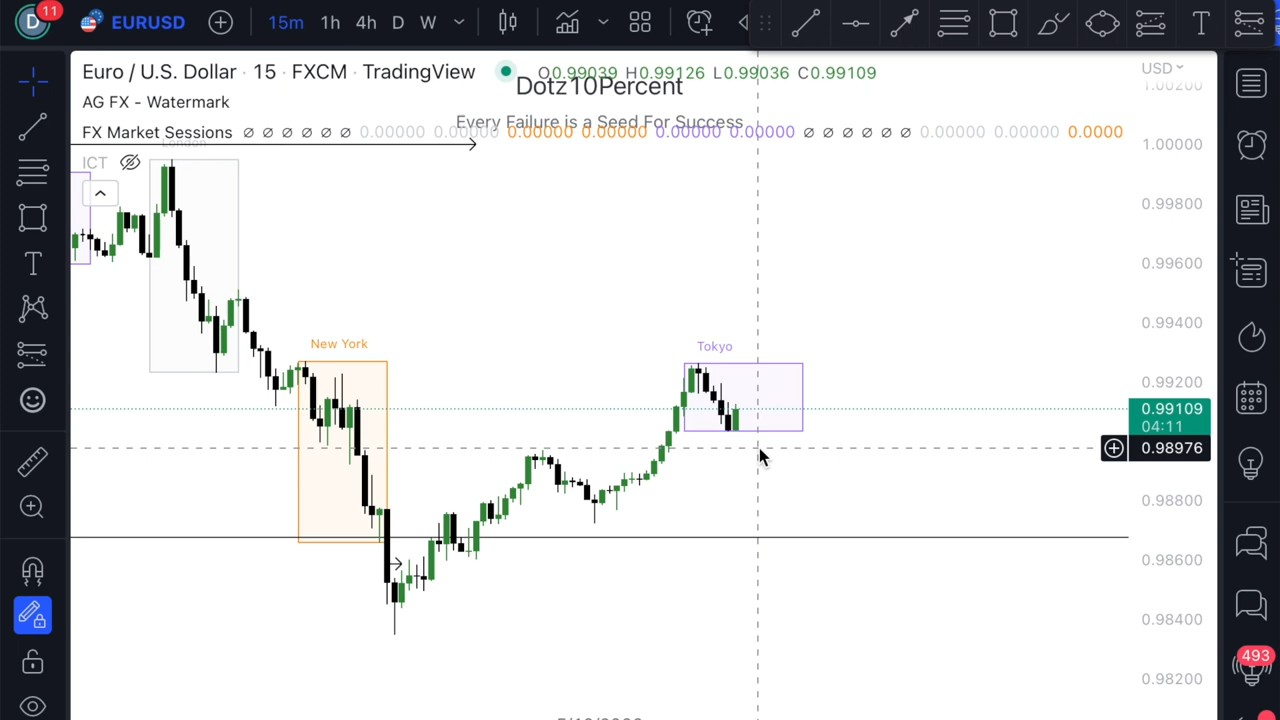 D 11 EURUSD 15m 1h 4h D W
Euro / U.S. Dollar · 15 · FXCM · TradingView O0.99039 H0.99126 L0.99036 C0.99109 USD
Dotz10Percent
1.00200
AG FX - Watermark
Every Failure is a Seed For Success
FX Market Sessions ∅ ∅ ∅ ∅ ∅ ∅ 0.00000 0.00000 0.00000 0.00000 0.00000 0.00000 ∅ ∅ ∅ ∅ ∅ ∅ 0.00000 0.00000 0.0000
London
1.00000
ICT
0.99800
0.99600
0.99400
New York
Tokyo
0.99200
0.99109
04:11
0.98976
0.98800
0.98600
0.98400
493
0.98200